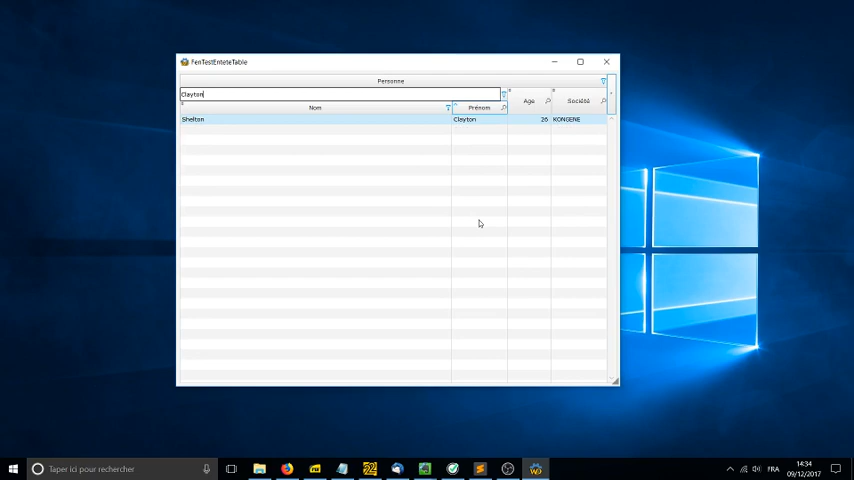 FenTestEnteteTable
Personne
Clayton
Nom Prénom Age Société
Shelton Clayton 26 KONGENE
Taper ici pour rechercher
FRA
14:34
09/12/2017